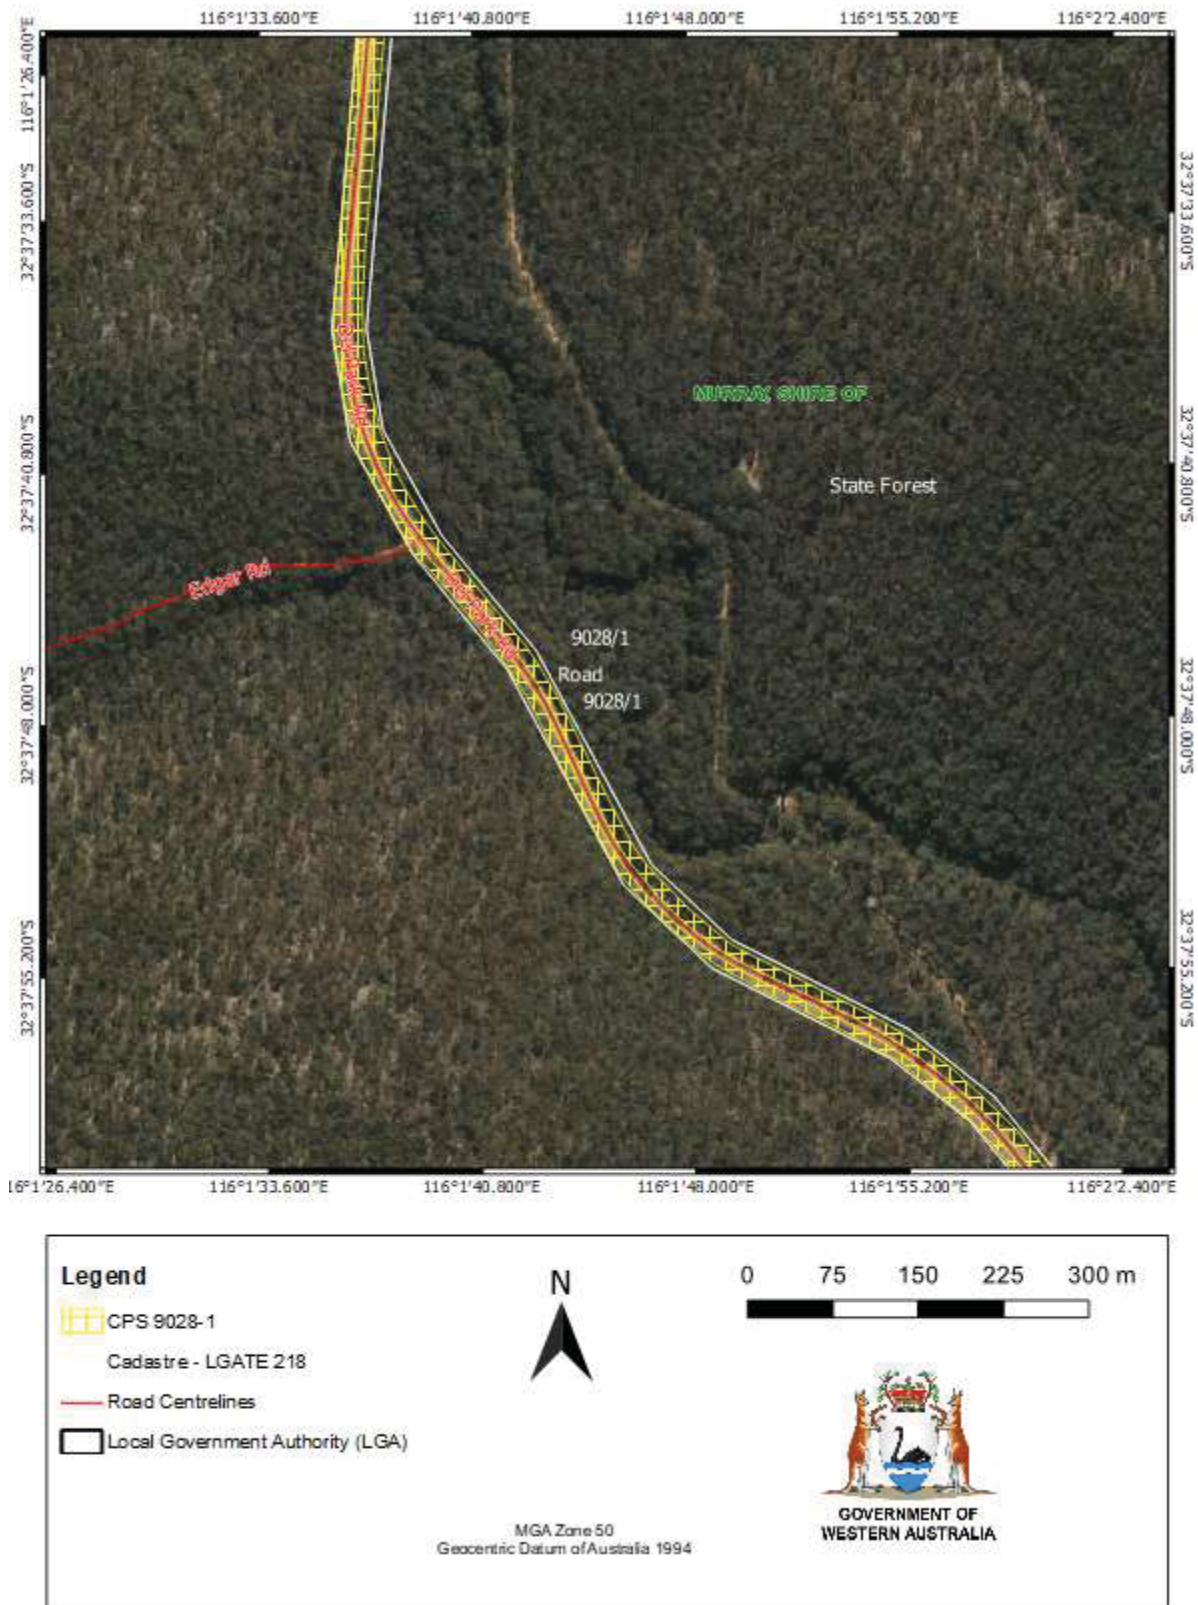 116°1'33.600"E 116°1'40.800"E 116°1'48.000"E 116°1'55.200"E 116°2'2.400"E
116°1'26.400"E
32°37'33.600"S
32°37'33.600"S
MURRAY, SHIRE OF
32°37'40.800"S
32°37'40.800"S
State Forest
Edgar Rd
9028/1
Road
9028/1
32°37'48.000"S
32°37'48.000"S
32°37'55.200"S
32°37'55.200"S
16°1'26.400"E 116°1'33.600"E 116°1'40.800"E 116°1'48.000"E 116°1'55.200"E 116°2'2.400"E
Legend
N
0 75 150 225 300 m
CPS 9028-1
Cadastre - LGATE 218
Road Centrelines
Local Government Authority (LGA)
GOVERNMENT OF
WESTERN AUSTRALIA
MGA Zone 50
Geocentric Datum of Australia 1994